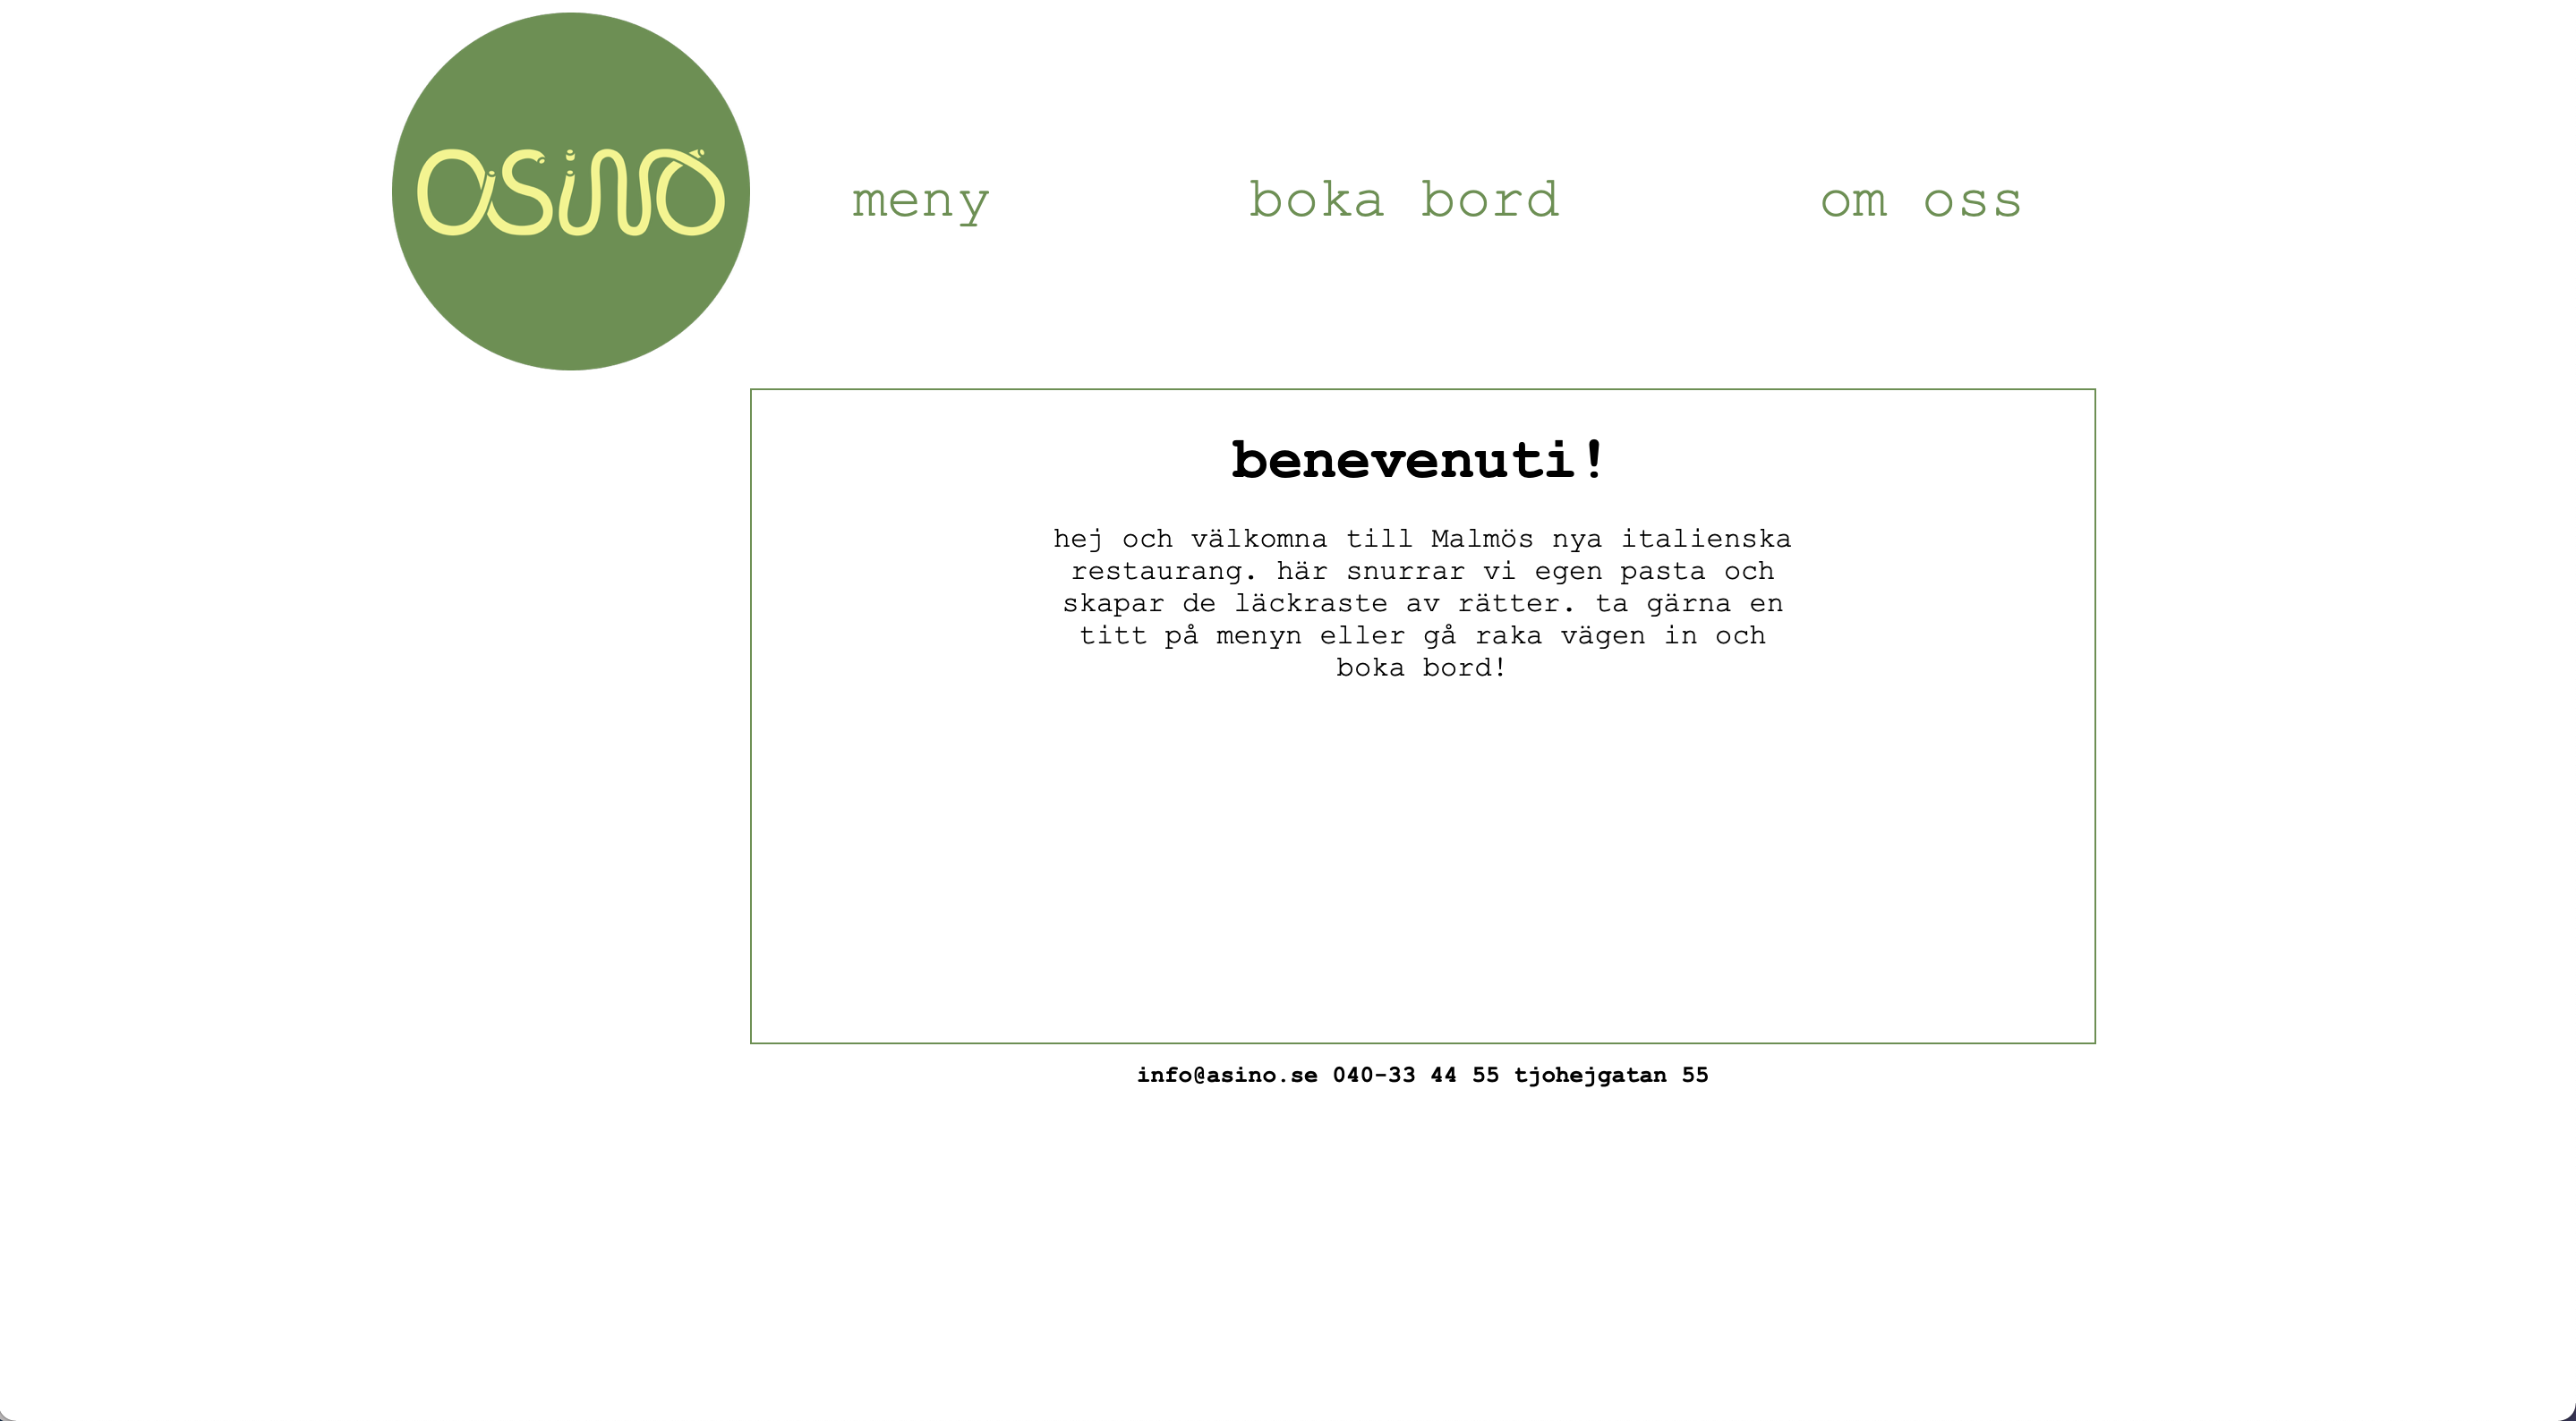 asino
meny
boka bord
om oss
benevenuti!
hej och välkomna till Malmös nya italienska
restaurang. här snurrar vi egen pasta och
skapar de läckraste av rätter. ta gärna en
titt på menyn eller gå raka vägen in och
boka bord!
info@asino.se 040-33 44 55 tjohejgatan 55